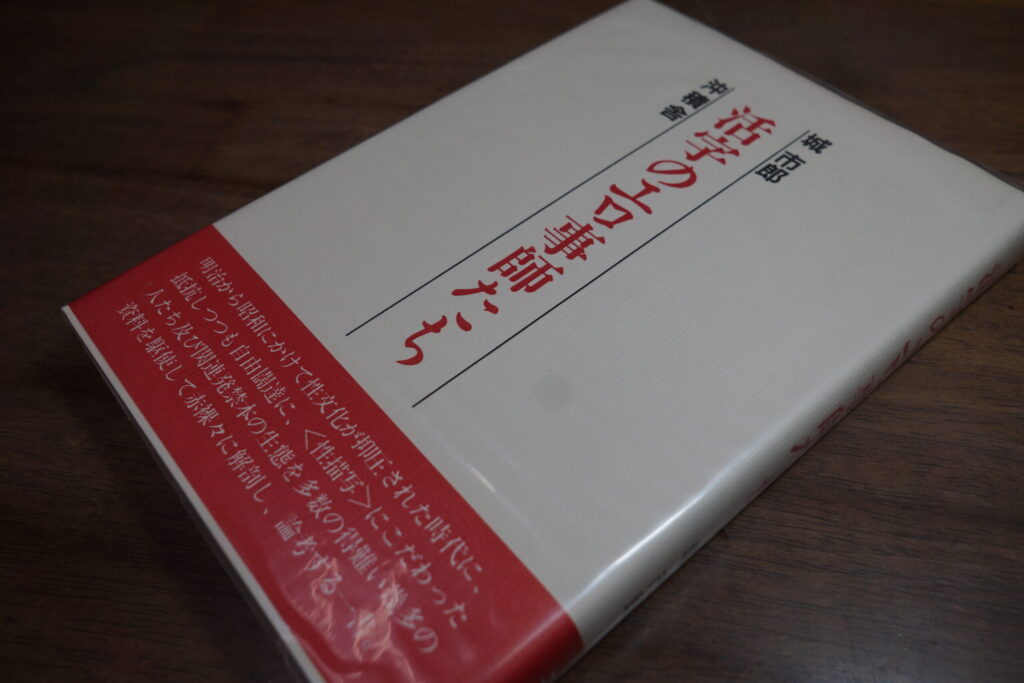 城 市郎
活字のエロ事師たち
沖積舎
明治から昭和にかけて性文化が抑圧された時代に、
抵抗しつつも自由闊達に、〈性描写〉にこだわった
人たち及び関連発禁本の生態を多数の得難い
資料を駆使して赤裸々に解剖し、論考する